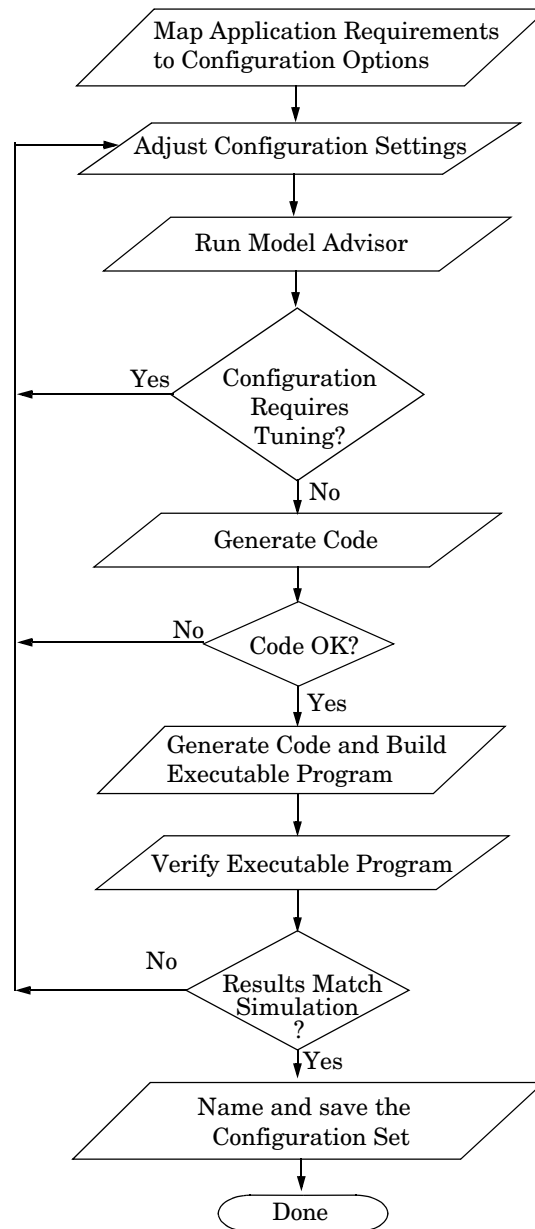 Map Application Requirements
to Configuration Options
Adjust Configuration Settings
Run Model Advisor
Yes
Configuration
Requires
Tuning?
No
Generate Code
No
Code OK?
Yes
Generate Code and Build
Executable Program
Verify Executable Program
No
Results Match
Simulation
?
Yes
Name and save the
Configuration Set
Done